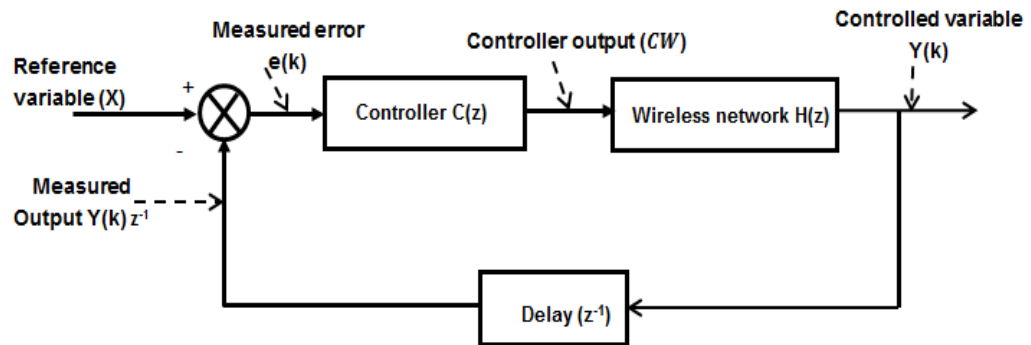 Reference
variable (X)
+
-
Measured error
e(k)
Controller C(z)
Controller output (CW)
Wireless network H(z)
Controlled variable
Y(k)
Measured
Output Y(k) z⁻¹
Delay (z⁻¹)